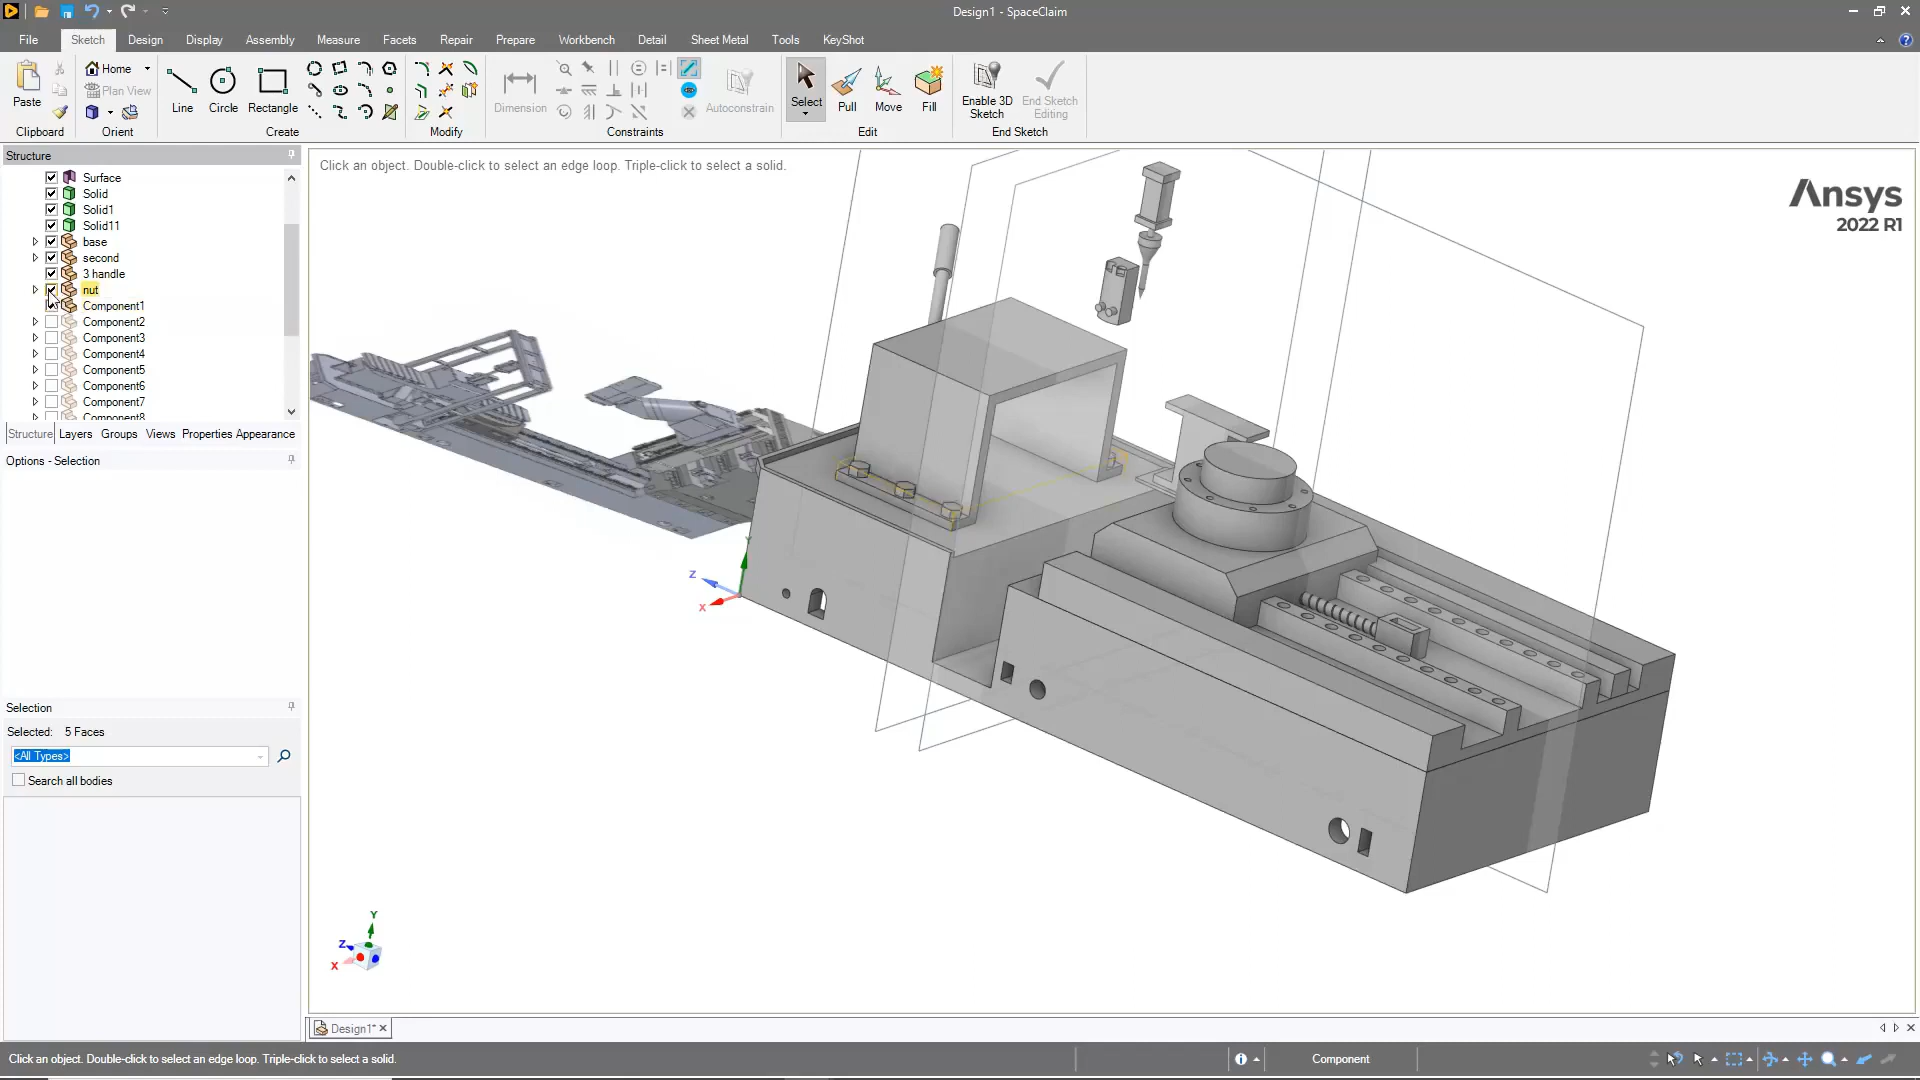 Design1 - SpaceClaim
File Sketch Design Display Assembly Measure Facets Repair Prepare Workbench Detail Sheet Metal Tools KeyShot
Paste
Clipboard
Home
Plan View
Orient
Line
Circle
Rectangle
Create
Modify
Dimension
Autoconstrain
Constraints
Select
Pull
Move
Fill
Edit
Enable 3D
Sketch
End Sketch
Editing
End Sketch
Structure
Surface
Solid
Solid1
Solid11
base
second
3 handle
nut
Component1
Component2
Component3
Component4
Component5
Component6
Component7
Component8
Structure Layers Groups Views Properties Appearance
Options - Selection
Selection
Selected: 5 Faces
<All Types>
Search all bodies
Click an object. Double-click to select an edge loop. Triple-click to select a solid.
Ansys
2022 R1
Z
Y
X
Y
Z
X
Design1*
Click an object. Double-click to select an edge loop. Triple-click to select a solid.
Component